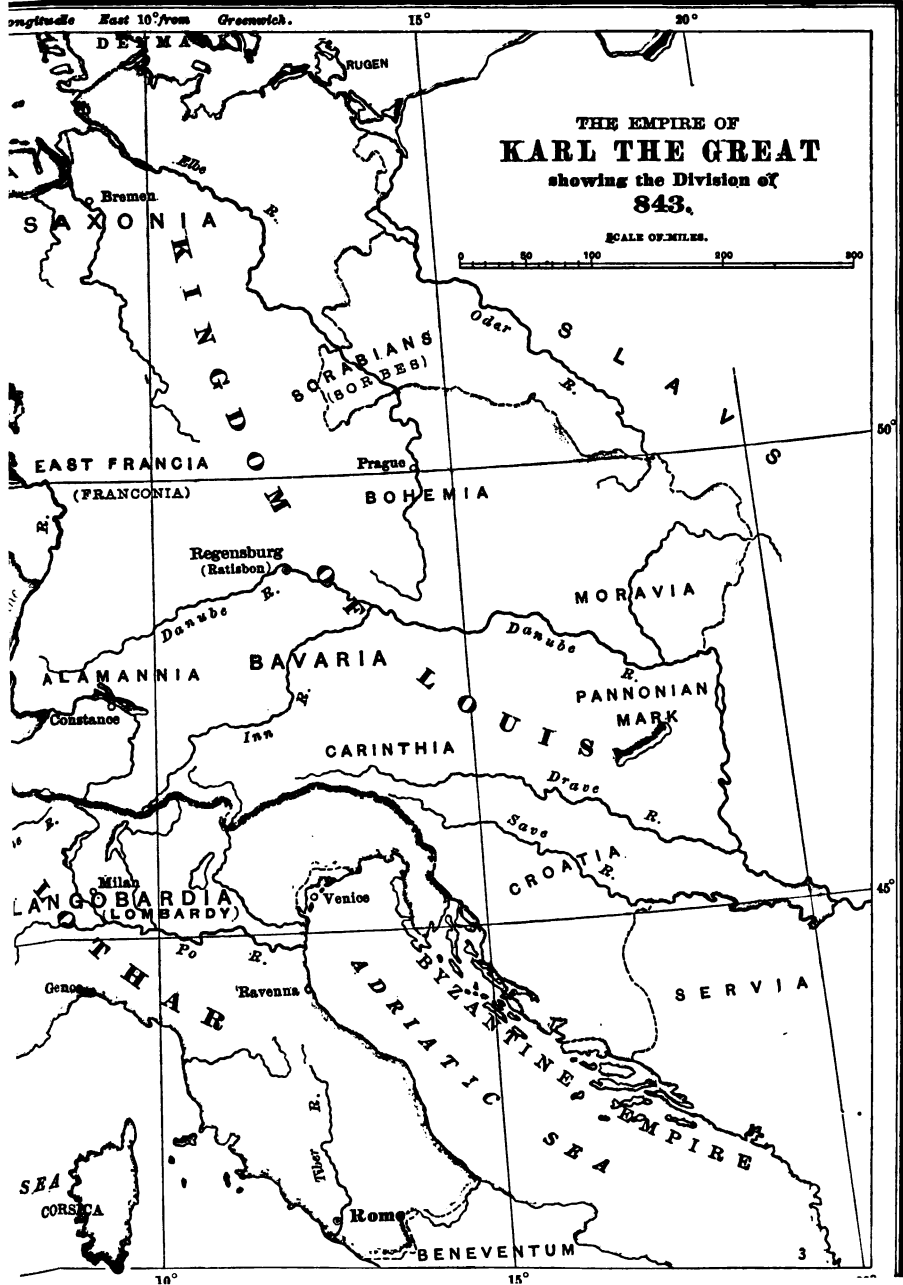 ongitude East 10° from Greenwich. 15° 20°
DENMARK
RUGEN
THE EMPIRE OF
KARL THE GREAT
showing the Division of
843.
SCALE OF MILES.
0 50 100 200 300
Elbe R.
Bremen
SAXONIA
KINGDOM OF LOUIS
Odar R.
SLAVS
SORABIANS
(SORBES)
50°
EAST FRANCIA
(FRANCONIA)
Prague
BOHEMIA
R.
Regensburg
(Ratisbon)
Danube R.
MORAVIA
Danube R.
BAVARIA
ALAMANNIA
PANNONIAN
MARK
Constance
Inn R.
CARINTHIA
Drave R.
Save R.
CROATIA
45°
R.
Milan
LANGOBARDIA
(LOMBARDY)
Venice
LOTHAR
Po R.
Genoa
Ravenna
ADRIATIC SEA
BYZANTINE EMPIRE
SERVIA
Tiber R.
SEA
CORSICA
Rome
BENEVENTUM
3
10° 15°